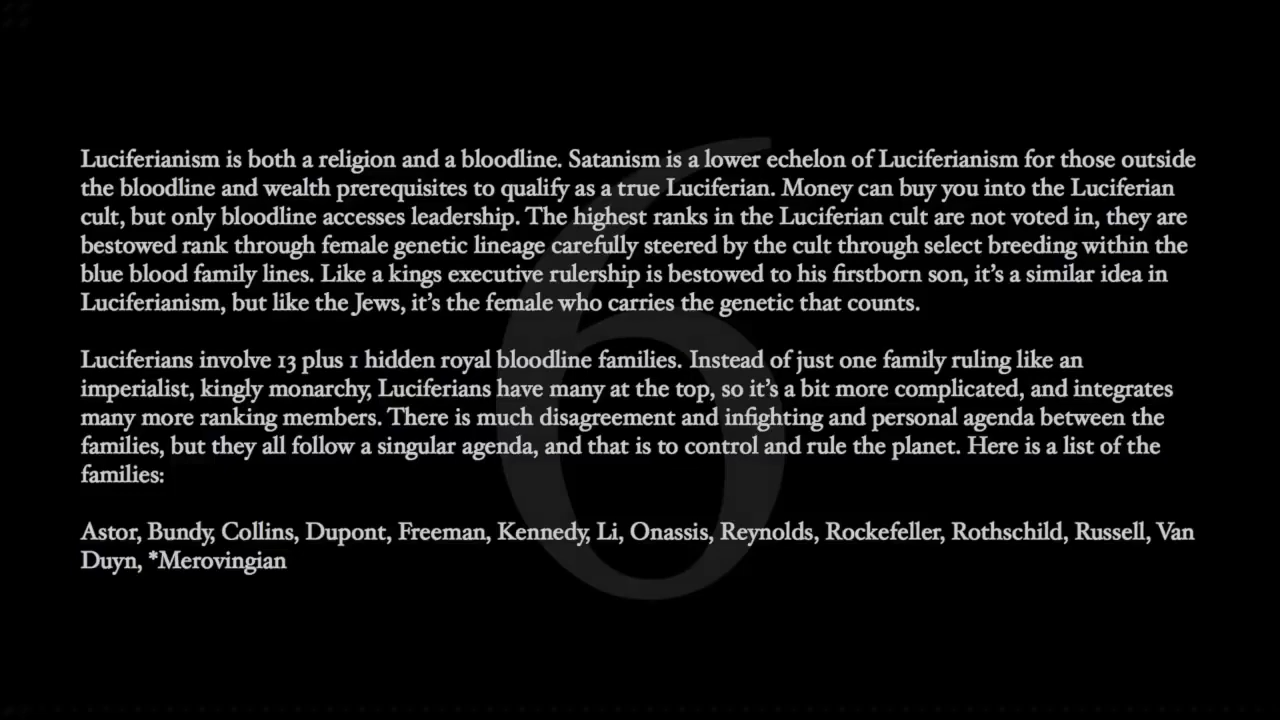 Luciferianism is both a religion and a bloodline. Satanism is a lower echelon of Luciferianism for those outside
the bloodline and wealth prerequisites to qualify as a true Luciferian. Money can buy you into the Luciferian
cult, but only bloodline accesses leadership. The highest ranks in the Luciferian cult are not voted in, they are
bestowed rank through female genetic lineage carefully steered by the cult through select breeding within the
blue blood family lines. Like a kings executive rulership is bestowed to his firstborn son, it’s a similar idea in
Luciferianism, but like the Jews, it’s the female who carries the genetic that counts.
Luciferians involve 13 plus 1 hidden royal bloodline families. Instead of just one family ruling like an
imperialist, kingly monarchy, Luciferians have many at the top, so it’s a bit more complicated, and integrates
many more ranking members. There is much disagreement and infighting and personal agenda between the
families, but they all follow a singular agenda, and that is to control and rule the planet. Here is a list of the
families:
Astor, Bundy, Collins, Dupont, Freeman, Kennedy, Li, Onassis, Reynolds, Rockefeller, Rothschild, Russell, Van
Duyn, *Merovingian
6